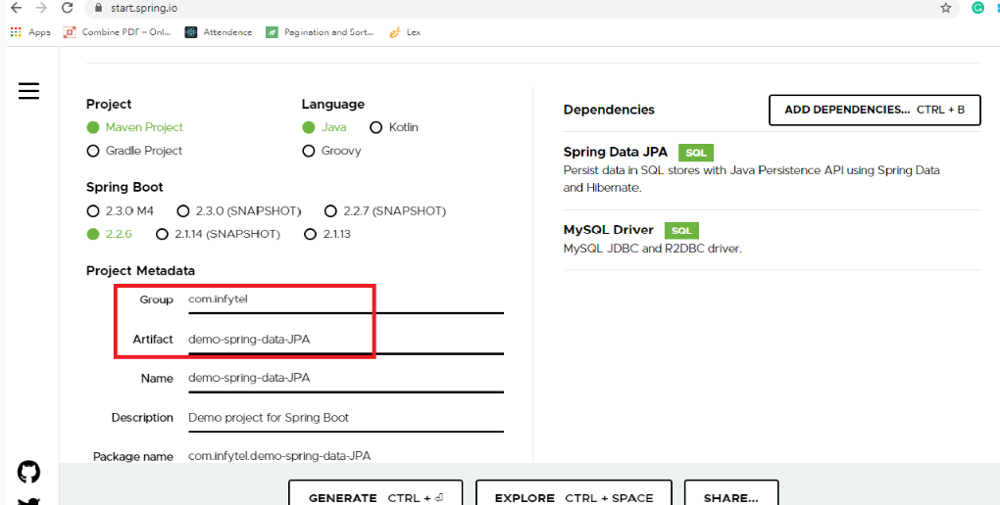 start.spring.io
Apps Combine PDF – Onl... Attendence Pagination and Sort... Lex
Project
Maven Project
Gradle Project
Language
Java Kotlin
Groovy
Spring Boot
2.3.0 M4 2.3.0 (SNAPSHOT) 2.2.7 (SNAPSHOT)
2.2.6 2.1.14 (SNAPSHOT) 2.1.13
Project Metadata
Group com.infytel
Artifact demo-spring-data-JPA
Name demo-spring-data-JPA
Description Demo project for Spring Boot
Package name com.infytel.demo-spring-data-JPA
Dependencies ADD DEPENDENCIES... CTRL + B
Spring Data JPA SQL
Persist data in SQL stores with Java Persistence API using Spring Data
and Hibernate.
MySQL Driver SQL
MySQL JDBC and R2DBC driver.
GENERATE CTRL + ⏎ EXPLORE CTRL + SPACE SHARE...